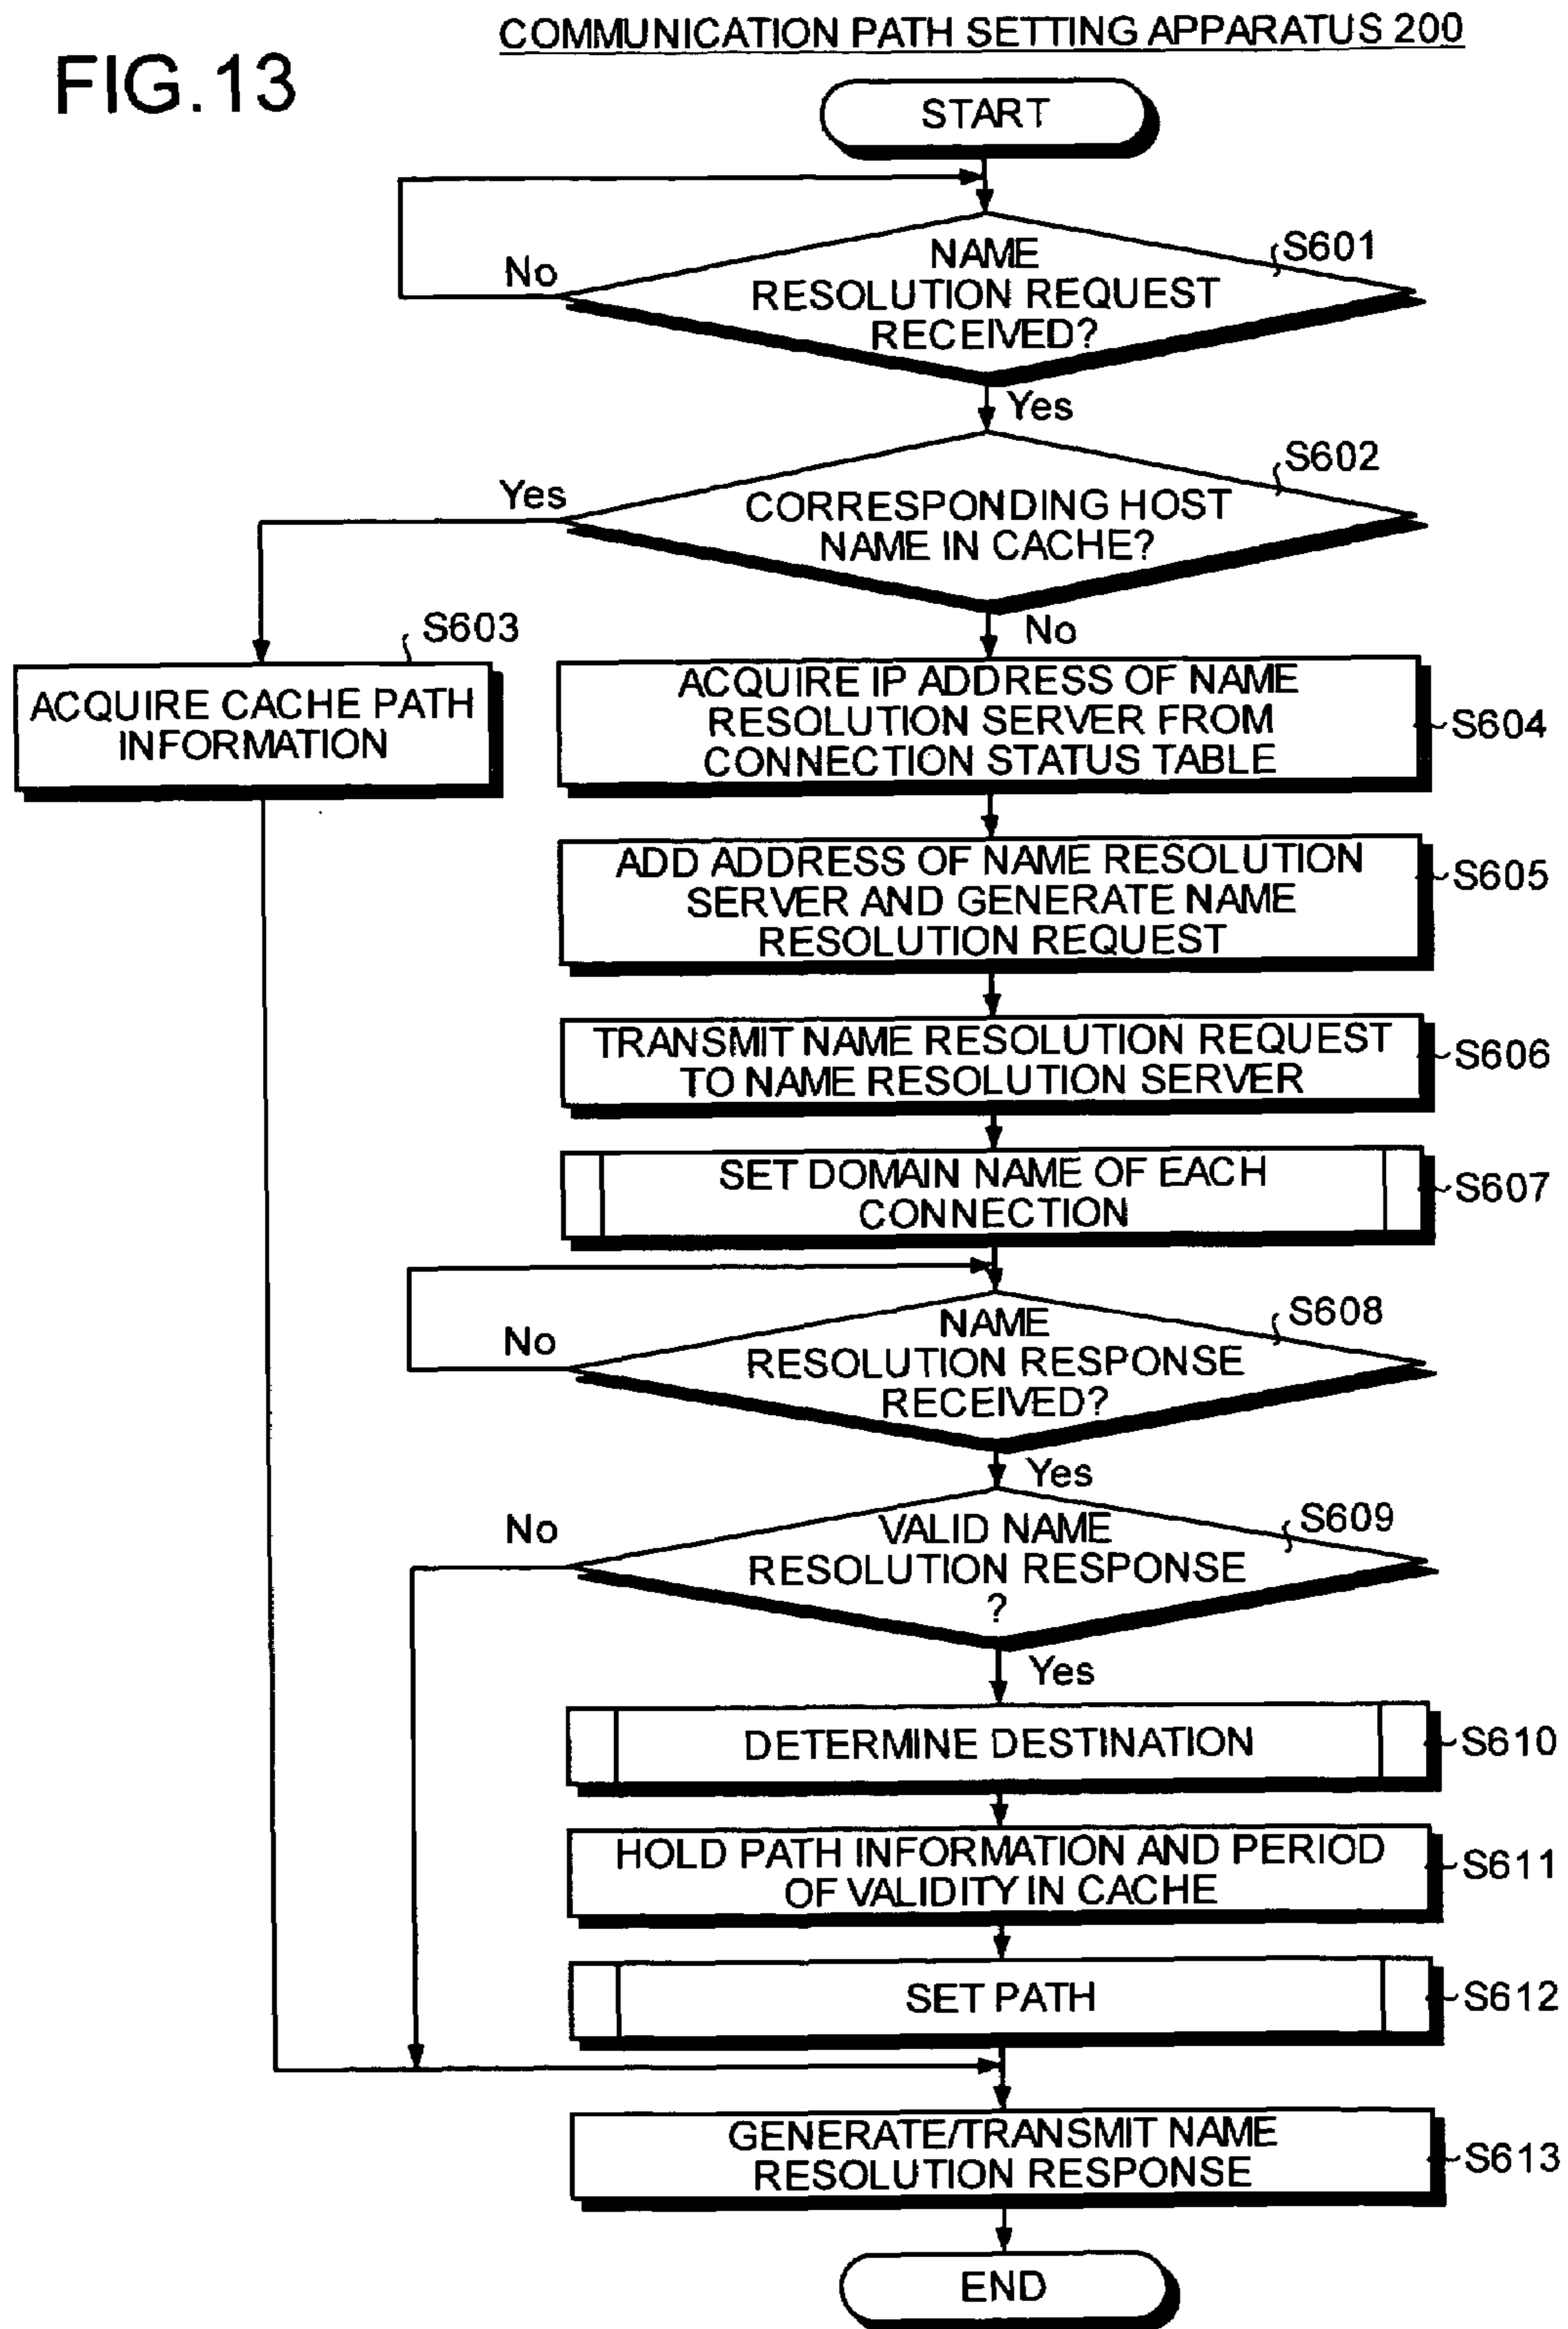 COMMUNICATION PATH SETTING APPARATUS 200
FIG.13
START
NAME
RESOLUTION REQUEST
RECEIVED?
S601
No
Yes
CORRESPONDING HOST
NAME IN CACHE?
S602
Yes
No
ACQUIRE CACHE PATH
INFORMATION
S603
ACQUIRE IP ADDRESS OF NAME
RESOLUTION SERVER FROM
CONNECTION STATUS TABLE
S604
ADD ADDRESS OF NAME RESOLUTION
SERVER AND GENERATE NAME
RESOLUTION REQUEST
S605
TRANSMIT NAME RESOLUTION REQUEST
TO NAME RESOLUTION SERVER
S606
SET DOMAIN NAME OF EACH
CONNECTION
S607
NAME
RESOLUTION RESPONSE
RECEIVED?
S608
No
Yes
VALID NAME
RESOLUTION RESPONSE
?
S609
No
Yes
DETERMINE DESTINATION
S610
HOLD PATH INFORMATION AND PERIOD
OF VALIDITY IN CACHE
S611
SET PATH
S612
GENERATE/TRANSMIT NAME
RESOLUTION RESPONSE
S613
END